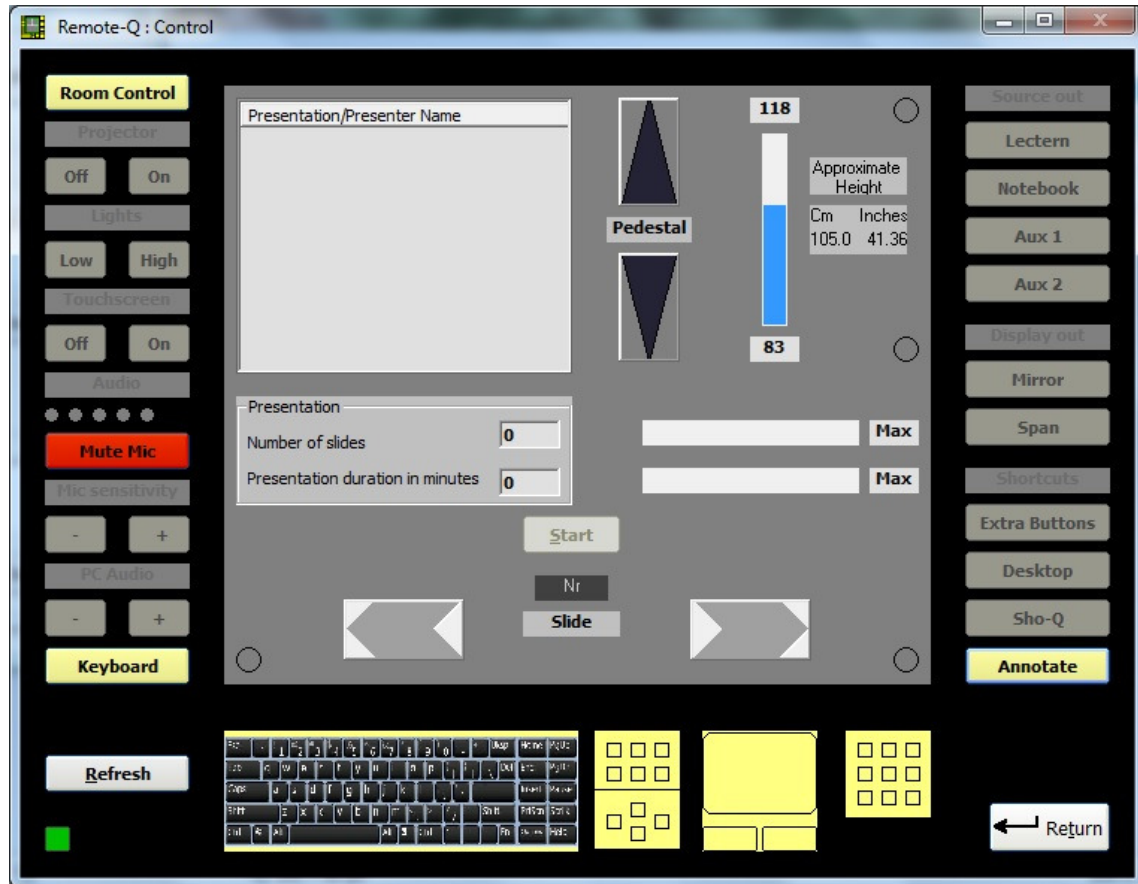 Remote-Q : Control
Room Control
Projector
Off On
Lights
Low High
Touchscreen
Off On
Audio
Mute Mic
Mic sensitivity
- +
PC Audio
- +
Keyboard
Refresh
Presentation/Presenter Name
Pedestal
118
83
Approximate
Height
Cm Inches
105.0 41.36
Presentation
Number of slides 0
Presentation duration in minutes 0
Max
Max
Start
Nr
Slide
Source out
Lectern
Notebook
Aux 1
Aux 2
Display out
Mirror
Span
Shortcuts
Extra Buttons
Desktop
Sho-Q
Annotate
Return